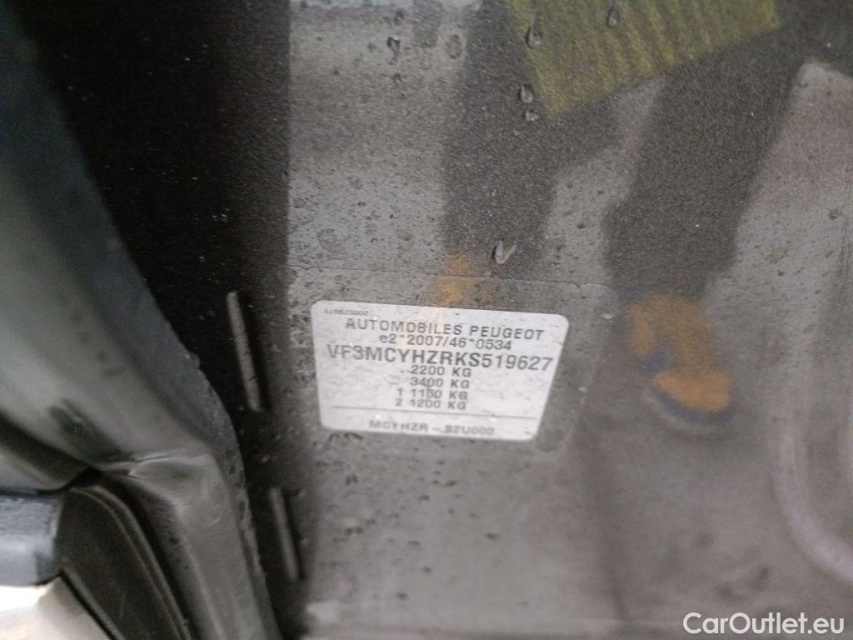 AUTOMOBILES PEUGEOT
e2*2007/46*0534
VF3MCYHZRKS519627
2200 KG
3400 KG
1 1150 KG
2 1200 KG
MCYHZR - S2U000
CarOutlet.eu